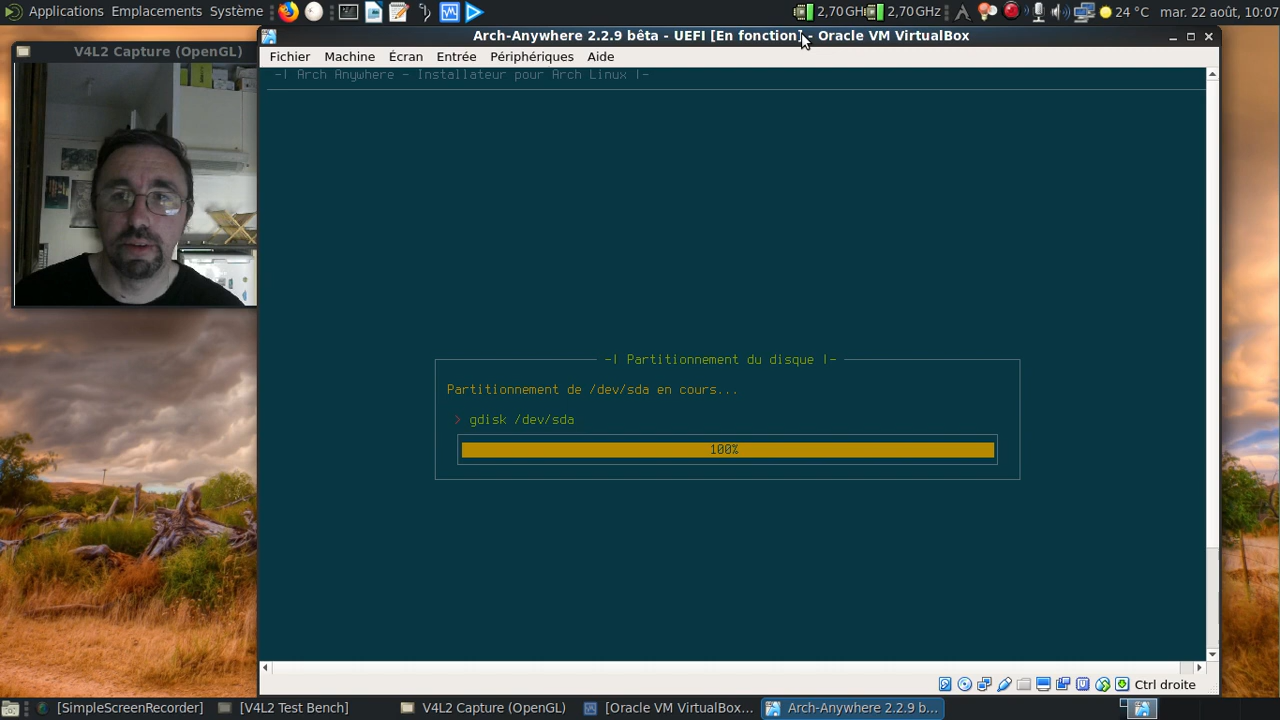 Applications Emplacements Système
2,70 GHz 2,70 GHz
24 °C mar. 22 août, 10:07
V4L2 Capture (OpenGL)
Arch-Anywhere 2.2.9 bêta - UEFI [En fonction] - Oracle VM VirtualBox
Fichier Machine Écran Entrée Périphériques Aide
-| Arch Anywhere - Installateur pour Arch Linux |-
-| Partitionnement du disque |-
Partitionnement de /dev/sda en cours...
> gdisk /dev/sda
100%
Ctrl droite
[SimpleScreenRecorder] [V4L2 Test Bench] V4L2 Capture (OpenGL) [Oracle VM VirtualBox... Arch-Anywhere 2.2.9 b...